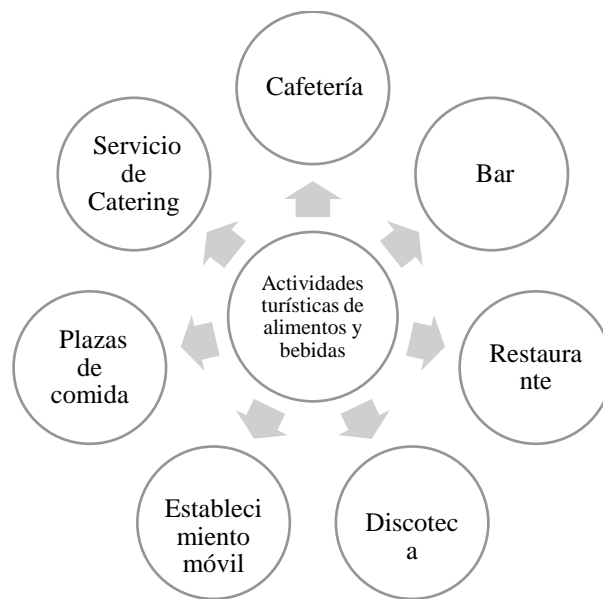 Cafetería
Bar
Restaura
nte
Discotec
a
Estableci
miento
móvil
Plazas
de
comida
Servicio
de
Catering
Actividades
turísticas de
alimentos y
bebidas